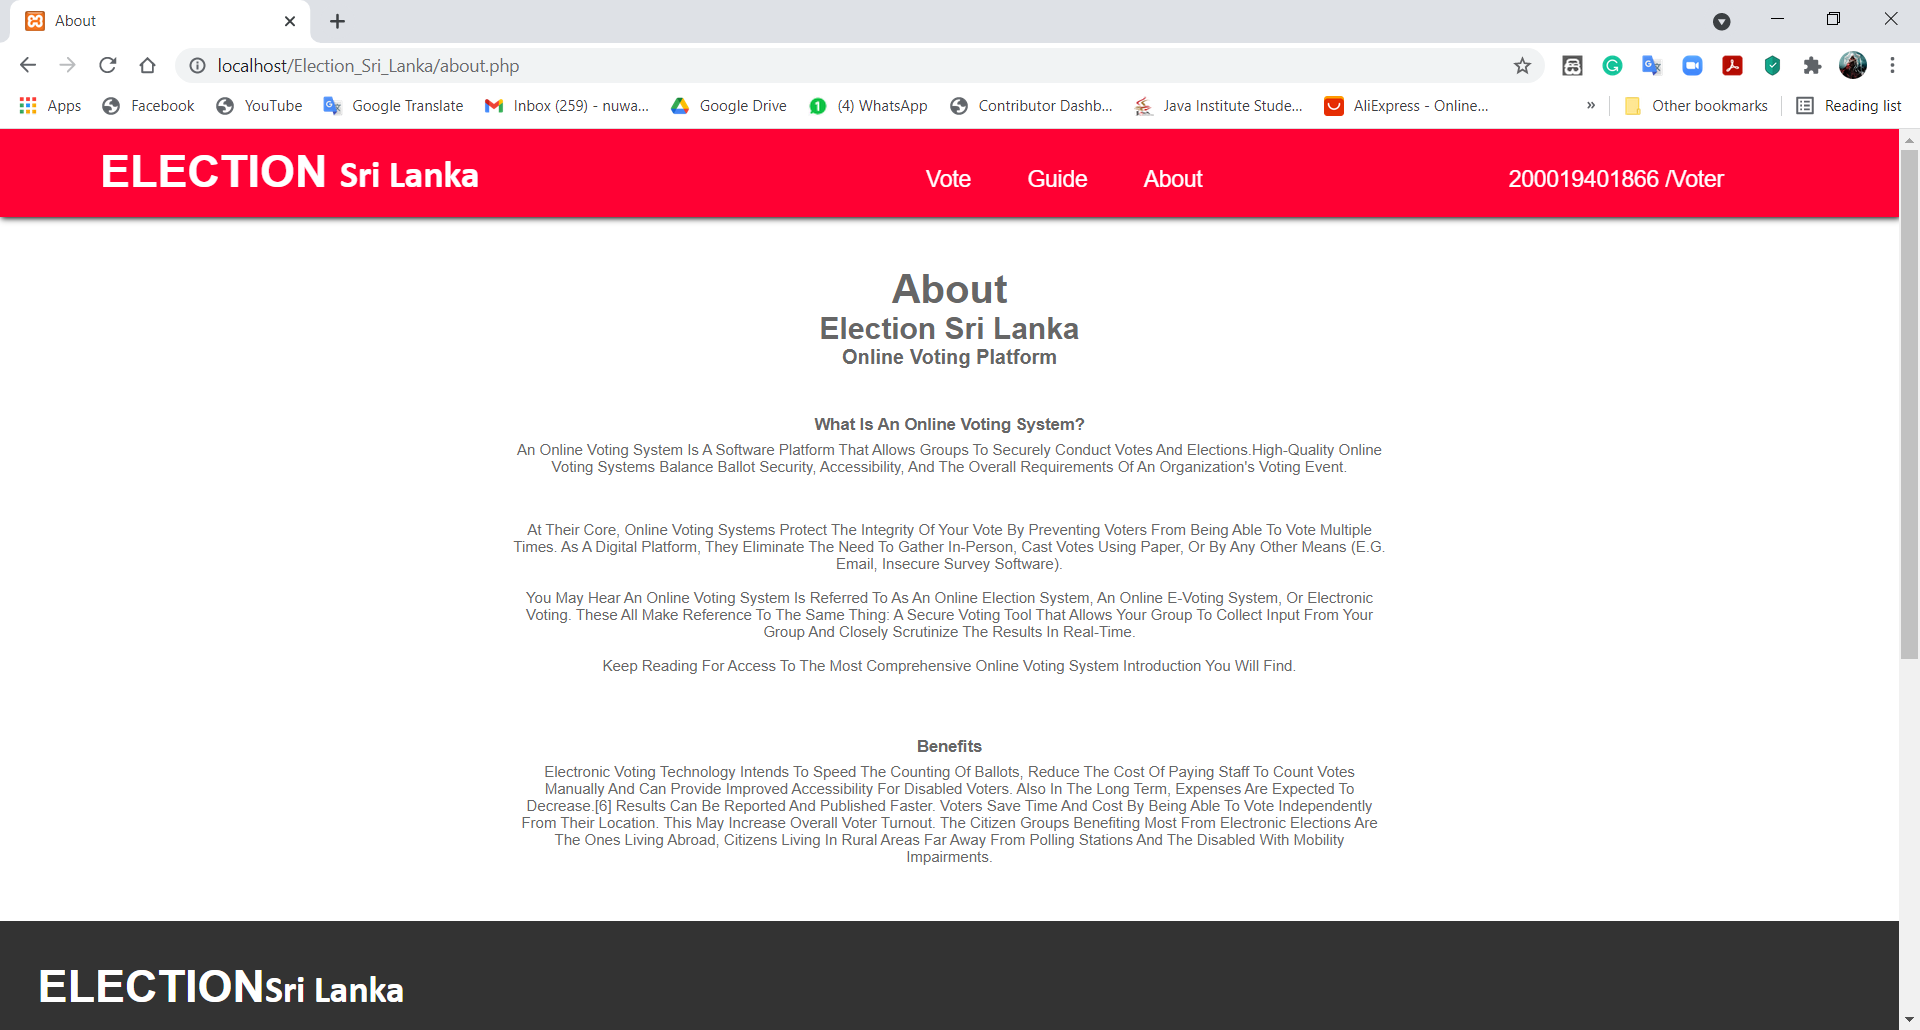 About
localhost/Election_Sri_Lanka/about.php
Apps Facebook YouTube Google Translate Inbox (259) - nuwa... Google Drive (4) WhatsApp Contributor Dashb... Java Institute Stude... AliExpress - Online... » Other bookmarks Reading list
ELECTION Sri Lanka Vote Guide About 200019401866 /Voter
About
Election Sri Lanka
Online Voting Platform
What Is An Online Voting System?
An Online Voting System Is A Software Platform That Allows Groups To Securely Conduct Votes And Elections.High-Quality Online
Voting Systems Balance Ballot Security, Accessibility, And The Overall Requirements Of An Organization's Voting Event.
At Their Core, Online Voting Systems Protect The Integrity Of Your Vote By Preventing Voters From Being Able To Vote Multiple
Times. As A Digital Platform, They Eliminate The Need To Gather In-Person, Cast Votes Using Paper, Or By Any Other Means (E.G.
Email, Insecure Survey Software).
You May Hear An Online Voting System Is Referred To As An Online Election System, An Online E-Voting System, Or Electronic
Voting. These All Make Reference To The Same Thing: A Secure Voting Tool That Allows Your Group To Collect Input From Your
Group And Closely Scrutinize The Results In Real-Time.
Keep Reading For Access To The Most Comprehensive Online Voting System Introduction You Will Find.
Benefits
Electronic Voting Technology Intends To Speed The Counting Of Ballots, Reduce The Cost Of Paying Staff To Count Votes
Manually And Can Provide Improved Accessibility For Disabled Voters. Also In The Long Term, Expenses Are Expected To
Decrease.[6] Results Can Be Reported And Published Faster. Voters Save Time And Cost By Being Able To Vote Independently
From Their Location. This May Increase Overall Voter Turnout. The Citizen Groups Benefiting Most From Electronic Elections Are
The Ones Living Abroad, Citizens Living In Rural Areas Far Away From Polling Stations And The Disabled With Mobility
Impairments.
ELECTIONSri Lanka